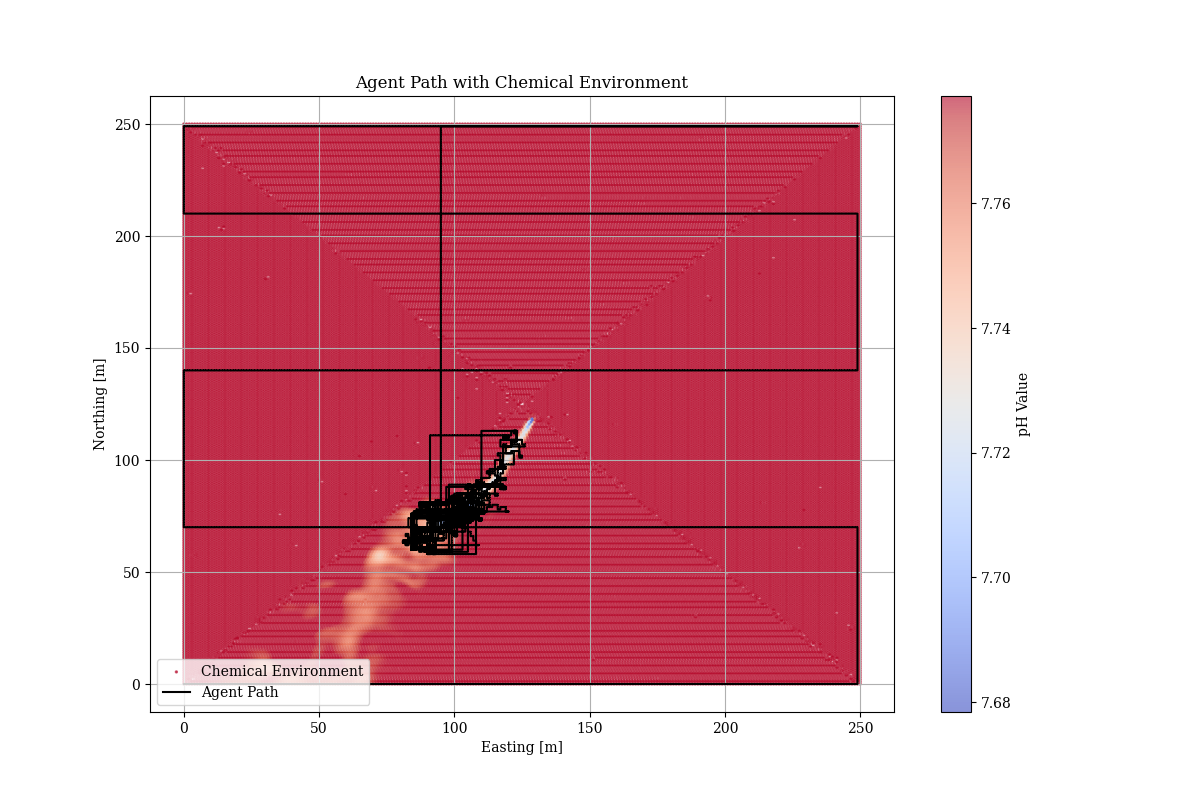 Agent Path with Chemical Environment
Northing [m]
250
200
150
100
50
0
0 50 100 150 200 250
Easting [m]
Chemical Environment
Agent Path
7.76
7.74
7.72
7.70
7.68
pH Value